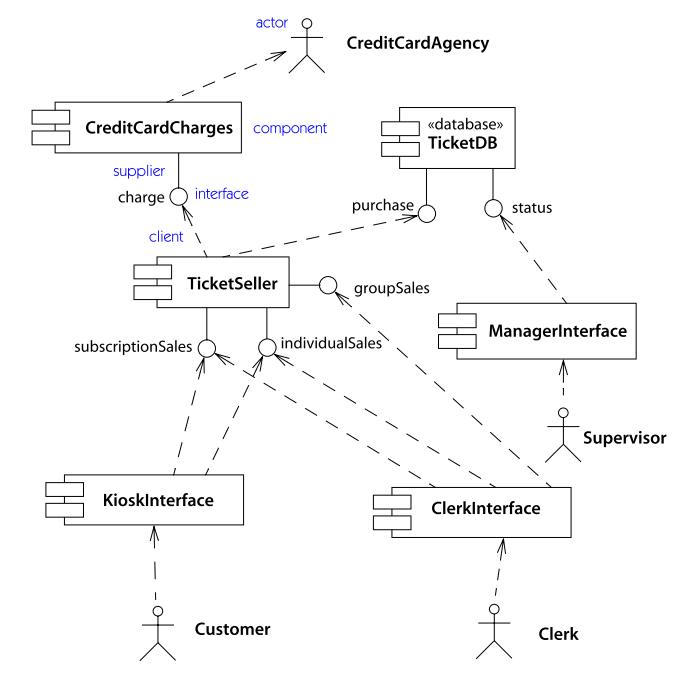 actor
CreditCardAgency
CreditCardCharges
component
«database»
TicketDB
supplier
charge
interface
purchase
status
client
TicketSeller
groupSales
subscriptionSales
individualSales
ManagerInterface
Supervisor
KioskInterface
ClerkInterface
Customer
Clerk